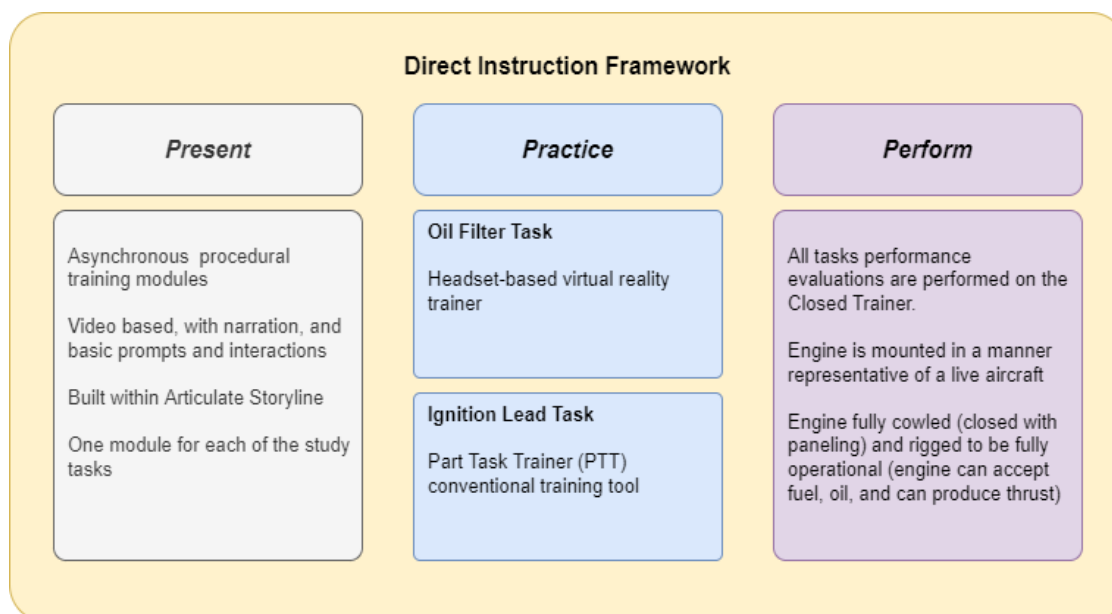 Direct Instruction Framework
Present
Asynchronous procedural
training modules
Video based, with narration, and
basic prompts and interactions
Built within Articulate Storyline
One module for each of the study
tasks
Practice
Oil Filter Task
Headset-based virtual reality
trainer
Ignition Lead Task
Part Task Trainer (PTT)
conventional training tool
Perform
All tasks performance
evaluations are performed on the
Closed Trainer.
Engine is mounted in a manner
representative of a live aircraft
Engine fully cowled (closed with
paneling) and rigged to be fully
operational (engine can accept
fuel, oil, and can produce thrust)